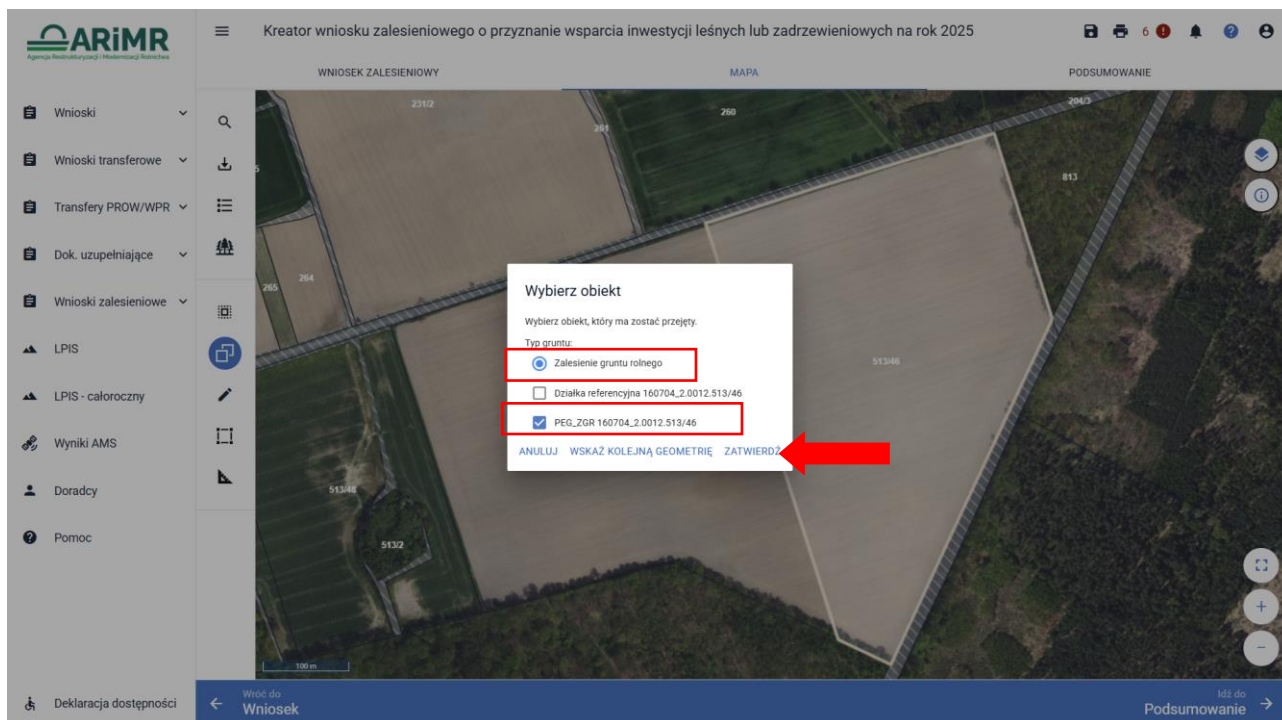 ARiMR
Agencja Restrukturyzacji i Modernizacji Rolnictwa
Kreator wniosku zalesieniowego o przyznanie wsparcia inwestycji leśnych lub zadrzewieniowych na rok 2025
6
WNIOSEK ZALESIENIOWY
MAPA
PODSUMOWANIE
Wnioski
Wnioski transferowe
Transfery PROW/WPR
Dok. uzupełniające
Wnioski zalesieniowe
LPIS
LPIS - całoroczny
Wyniki AMS
Doradcy
Pomoc
Deklaracja dostępności
231/2
261
260
204/3
813
5
264
265
513/46
513/48
513/2
100 m
Wybierz obiekt
Wybierz obiekt, który ma zostać przejęty.
Typ gruntu:
Zalesienie gruntu rolnego
Działka referencyjna 160704_2.0012.513/46
PEG_ZGR 160704_2.0012.513/46
ANULUJ WSKAŻ KOLEJNĄ GEOMETRIĘ ZATWIERDŹ
Wróć do
Wniosek
Idź do
Podsumowanie